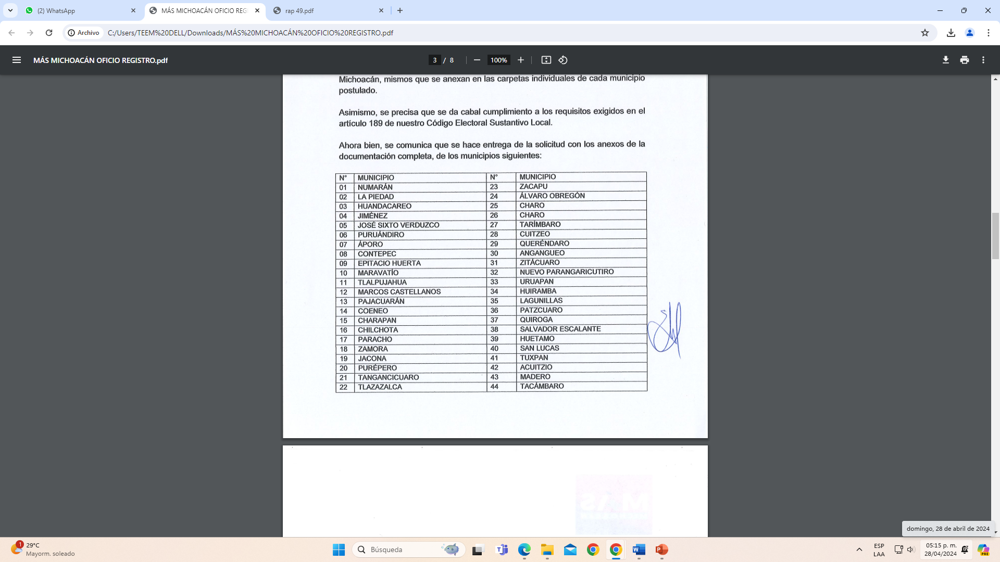 (2) WhatsApp
MÁS MICHOACÁN OFICIO REG
rap 49.pdf
Archivo
C:/Users/TEEM%20DELL/Downloads/MÁS%20MICHOACÁN%20OFICIO%20REGISTRO.pdf
MÁS MICHOACÁN OFICIO REGISTRO.pdf
3 / 8
100%
Michoacán, mismos que se anexan en las carpetas individuales de cada municipio
postulado.
Asimismo, se precisa que se da cabal cumplimiento a los requisitos exigidos en el
artículo 189 de nuestro Código Electoral Sustantivo Local.
Ahora bien, se comunica que se hace entrega de la solicitud con los anexos de la
documentación completa, de los municipios siguientes:
N° MUNICIPIO N° MUNICIPIO
01 NUMARÁN 23 ZACAPU
02 LA PIEDAD 24 ÁLVARO OBREGÓN
03 HUANDACAREO 25 CHARO
04 JIMÉNEZ 26 CHARO
05 JOSÉ SIXTO VERDUZCO 27 TARÍMBARO
06 PURUÁNDIRO 28 CUITZEO
07 ÁPORO 29 QUERÉNDARO
08 CONTEPEC 30 ANGANGUEO
09 EPITACIO HUERTA 31 ZITÁCUARO
10 MARAVATÍO 32 NUEVO PARANGARICUTIRO
11 TLALPUJAHUA 33 URUAPAN
12 MARCOS CASTELLANOS 34 HUIRAMBA
13 PAJACUARÁN 35 LAGUNILLAS
14 COENEO 36 PATZCUARO
15 CHARAPAN 37 QUIROGA
16 CHILCHOTA 38 SALVADOR ESCALANTE
17 PARACHO 39 HUETAMO
18 ZAMORA 40 SAN LUCAS
19 JACONA 41 TUXPAN
20 PURÉPERO 42 ACUITZIO
21 TANGANCICUARO 43 MADERO
22 TLAZAZALCA 44 TACÁMBARO
domingo, 28 de abril de 2024
1
29°C
Mayorm. soleado
Búsqueda
ESP
LAA
05:15 p. m.
28/04/2024
PRE